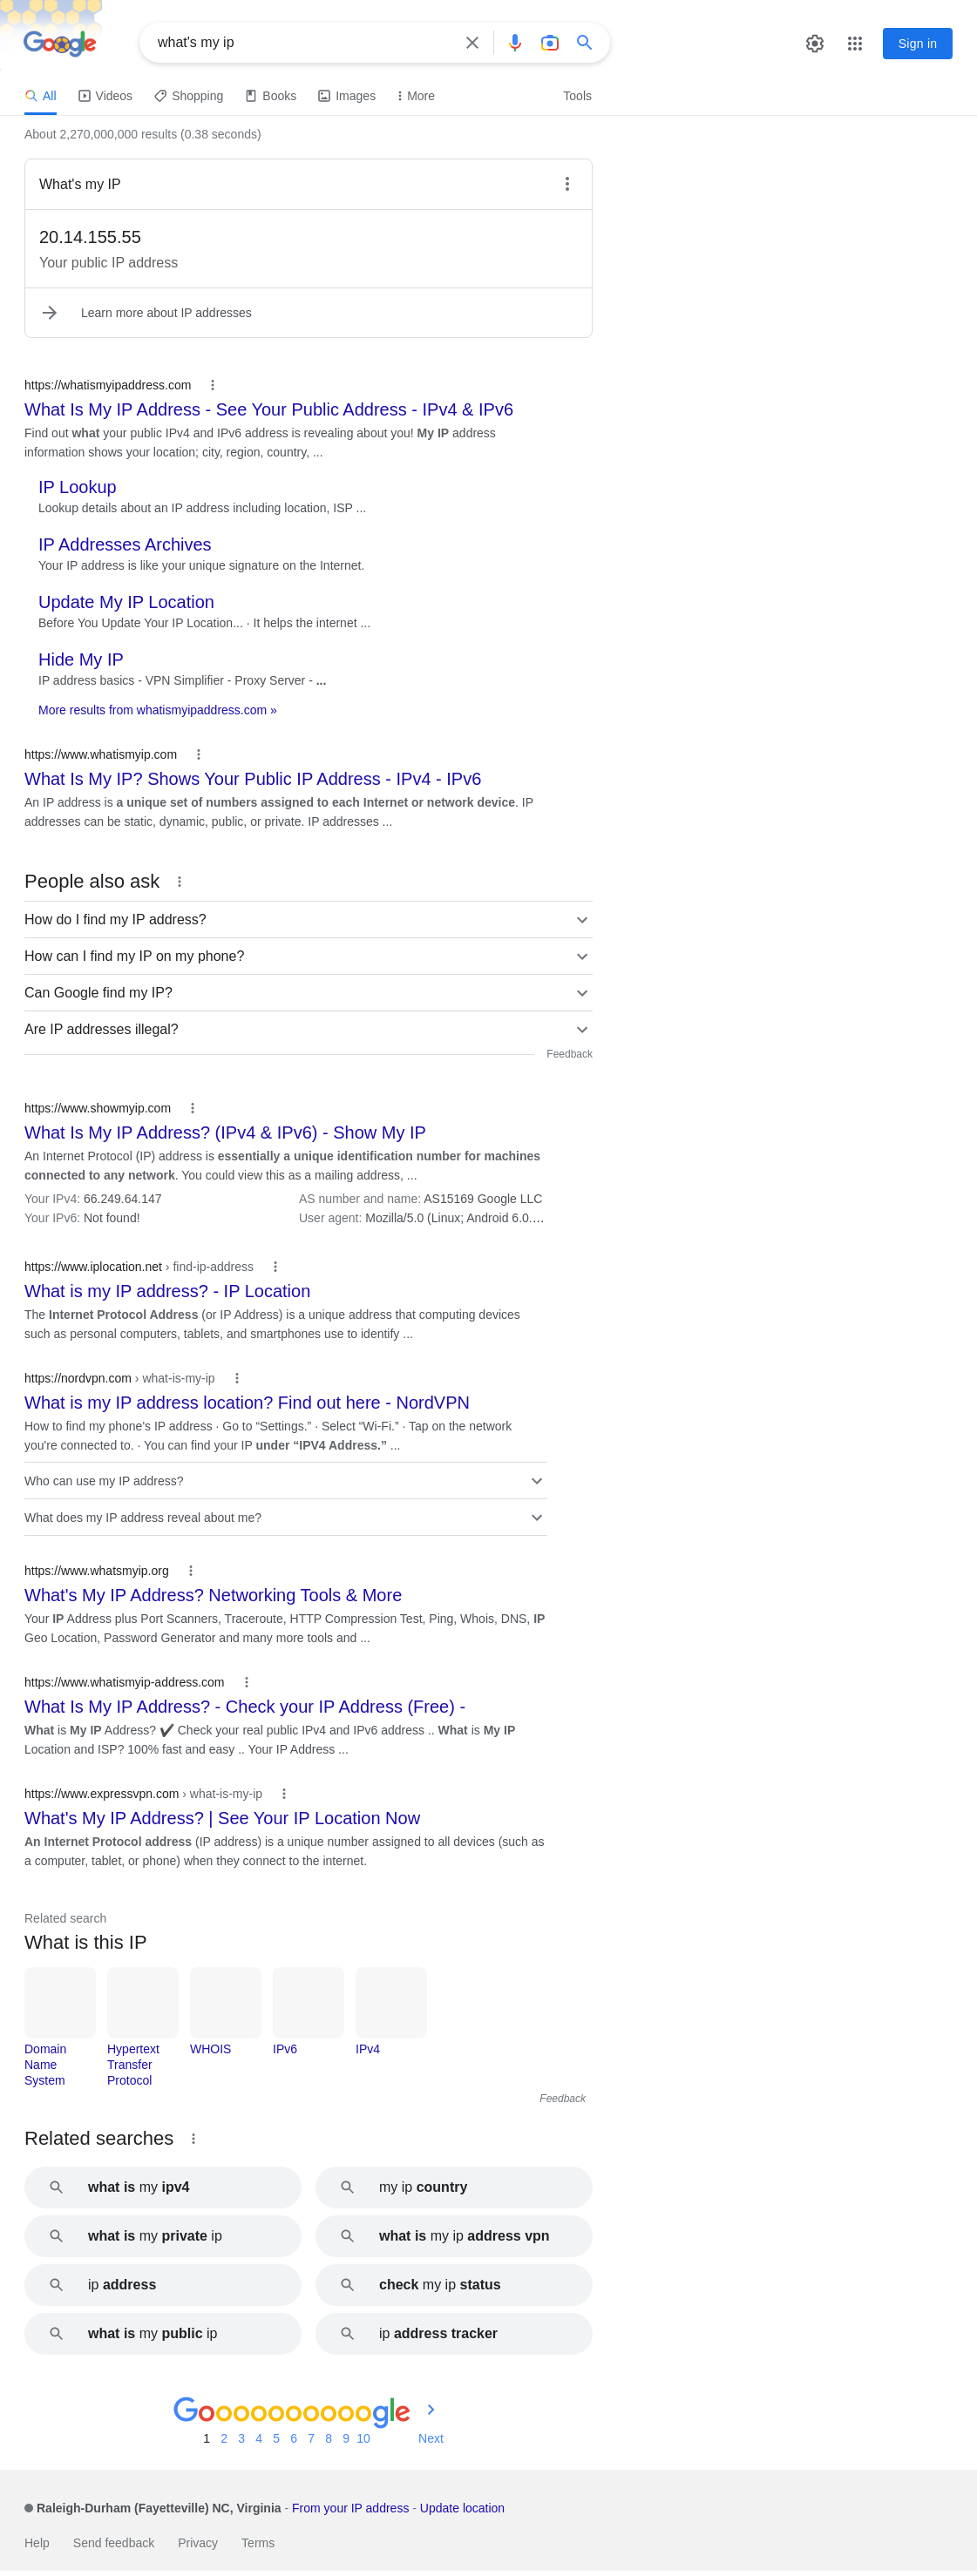 Google
what's my ip
Sign in
All Videos Shopping Books Images More Tools
About 2,270,000,000 results (0.38 seconds)
What's my IP
20.14.155.55
Your public IP address
Learn more about IP addresses
https://whatismyipaddress.com
What Is My IP Address - See Your Public Address - IPv4 & IPv6
Find out what your public IPv4 and IPv6 address is revealing about you! My IP address
information shows your location; city, region, country, ...
IP Lookup
Lookup details about an IP address including location, ISP ...
IP Addresses Archives
Your IP address is like your unique signature on the Internet.
Update My IP Location
Before You Update Your IP Location... · It helps the internet ...
Hide My IP
IP address basics - VPN Simplifier - Proxy Server - ...
More results from whatismyipaddress.com »
https://www.whatismyip.com
What Is My IP? Shows Your Public IP Address - IPv4 - IPv6
An IP address is a unique set of numbers assigned to each Internet or network device. IP
addresses can be static, dynamic, public, or private. IP addresses ...
People also ask
How do I find my IP address?
How can I find my IP on my phone?
Can Google find my IP?
Are IP addresses illegal?
Feedback
https://www.showmyip.com
What Is My IP Address? (IPv4 & IPv6) - Show My IP
An Internet Protocol (IP) address is essentially a unique identification number for machines
connected to any network. You could view this as a mailing address, ...
Your IPv4: 66.249.64.147 AS number and name: AS15169 Google LLC
Your IPv6: Not found! User agent: Mozilla/5.0 (Linux; Android 6.0.…
https://www.iplocation.net › find-ip-address
What is my IP address? - IP Location
The Internet Protocol Address (or IP Address) is a unique address that computing devices
such as personal computers, tablets, and smartphones use to identify ...
https://nordvpn.com › what-is-my-ip
What is my IP address location? Find out here - NordVPN
How to find my phone's IP address · Go to “Settings.” · Select “Wi-Fi.” · Tap on the network
you're connected to. · You can find your IP under “IPV4 Address.” ...
Who can use my IP address?
What does my IP address reveal about me?
https://www.whatsmyip.org
What's My IP Address? Networking Tools & More
Your IP Address plus Port Scanners, Traceroute, HTTP Compression Test, Ping, Whois, DNS, IP
Geo Location, Password Generator and many more tools and ...
https://www.whatismyip-address.com
What Is My IP Address? - Check your IP Address (Free) -
What is My IP Address? ✔️ Check your real public IPv4 and IPv6 address .. What is My IP
Location and ISP? 100% fast and easy .. Your IP Address ...
https://www.expressvpn.com › what-is-my-ip
What's My IP Address? | See Your IP Location Now
An Internet Protocol address (IP address) is a unique number assigned to all devices (such as
a computer, tablet, or phone) when they connect to the internet.
Related search
What is this IP
Domain Hypertext WHOIS IPv6 IPv4
Name Transfer
System Protocol
Feedback
Related searches
what is my ipv4 my ip country
what is my private ip what is my ip address vpn
ip address check my ip status
what is my public ip ip address tracker
Goooooooooogle
1 2 3 4 5 6 7 8 9 10 Next
Raleigh-Durham (Fayetteville) NC, Virginia - From your IP address - Update location
Help Send feedback Privacy Terms